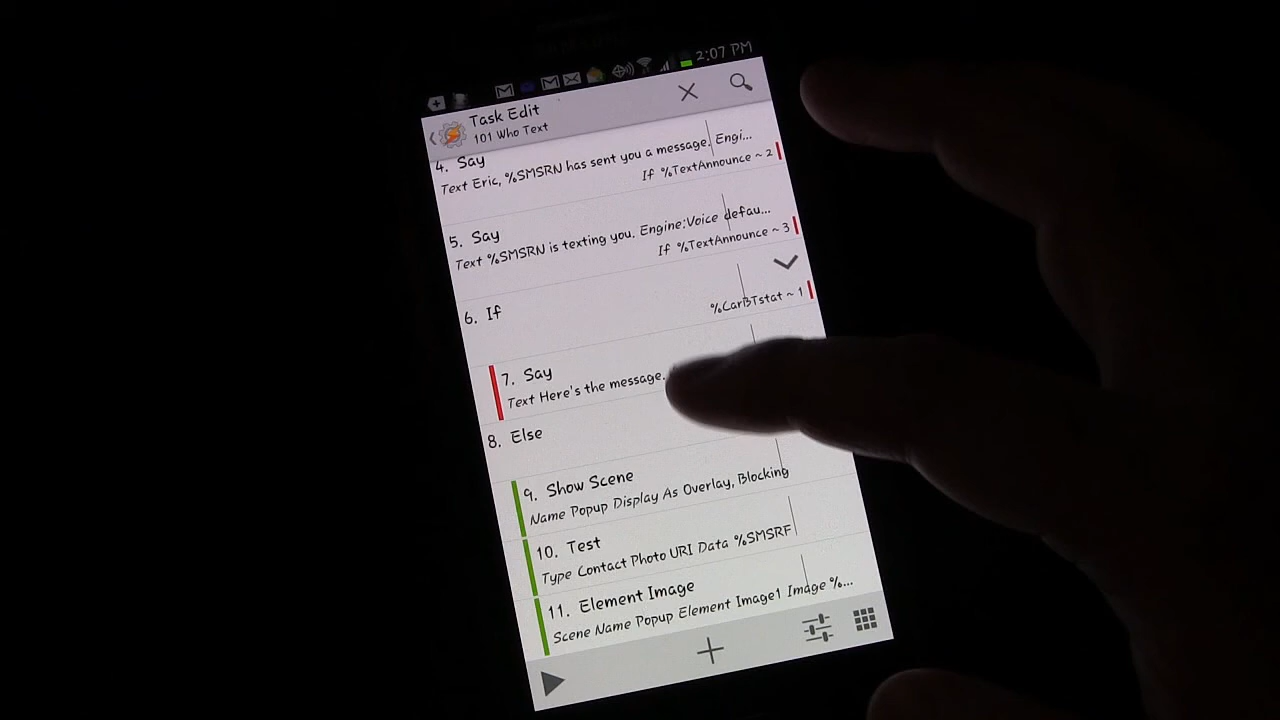 2:07 PM
Task Edit
101 Who Text
4. Say
Text Eric, %SMSRN has sent you a message. Engi...
If %TextAnnounce ~ 2
5. Say
Text %SMSRN is texting you. Engine:Voice defau...
If %TextAnnounce ~ 3
6. If
%CarBTstat ~ 1
7. Say
Text Here's the message.
8. Else
9. Show Scene
Name Popup Display As Overlay, Blocking
10. Test
Type Contact Photo URI Data %SMSRF
11. Element Image
Scene Name Popup Element Image1 Image %...